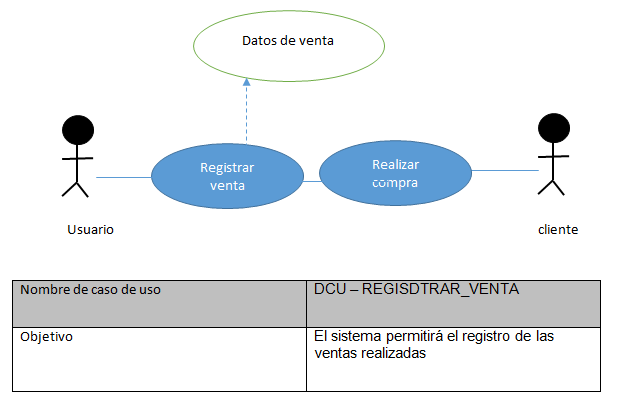 Datos de venta
Registrar
venta
Realizar
compra
Usuario
cliente
Nombre de caso de uso
DCU – REGISDTRAR_VENTA
Objetivo
El sistema permitirá el registro de las
ventas realizadas